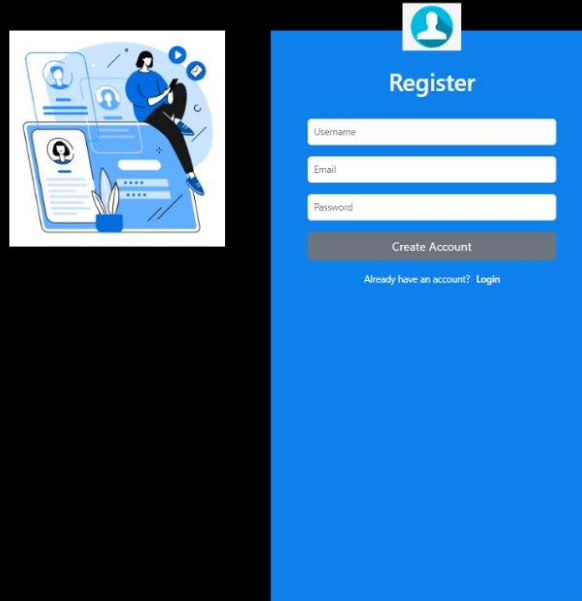 Register
Username
Email
Password
Create Account
Already have an account? Login